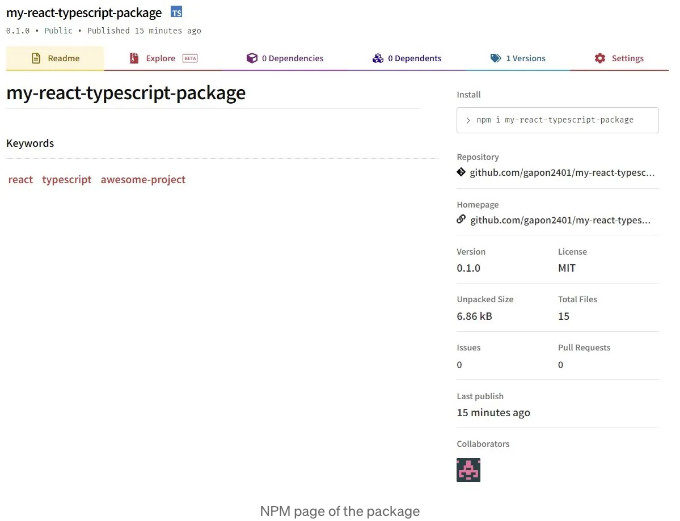 my-react-typescript-package TS
0.1.0 • Public • Published 15 minutes ago
Readme
Explore BETA
0 Dependencies
0 Dependents
1 Versions
Settings
my-react-typescript-package
Keywords
react typescript awesome-project
Install
> npm i my-react-typescript-package
Repository
github.com/gapon2401/my-react-typesc...
Homepage
github.com/gapon2401/my-react-types...
Version License
0.1.0 MIT
Unpacked Size Total Files
6.86 kB 15
Issues Pull Requests
0 0
Last publish
15 minutes ago
Collaborators
NPM page of the package